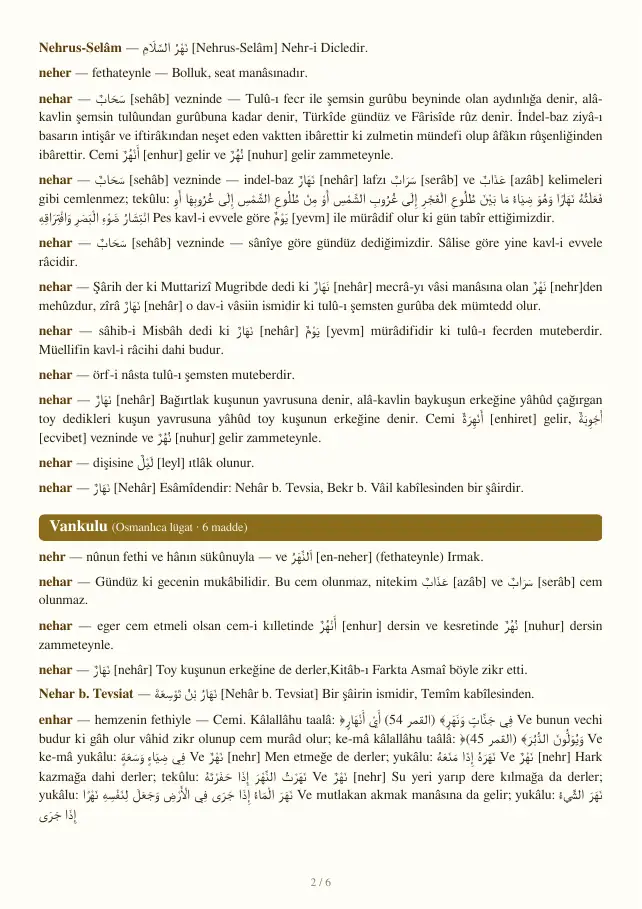 Nehrus-Selâm — نَهْرُ السَّلَامِ [Nehrus-Selâm] Nehr-i Dicledir.
neher — fethateynle — Bolluk, seat manâsınadır.
nehar — سَحَابٌ [sehâb] vezninde — Tulû-ı fecr ile şemsin gurûbu beyninde olan aydınlığa denir, alâ-
kavlin şemsin tulûundan gurûbuna kadar denir, Türkîde gündüz ve Fârisîde rûz denir. İndel-baz ziyâ-ı
basarın intişâr ve iftirâkından neşet eden vaktten ibârettir ki zulmetin mündefi olup âfâkın rûşenliğinden
ibârettir. Cemi أَنْهُرٌ [enhur] gelir ve نُهُرٌ [nuhur] gelir zammeteynle.
nehar — سَحَابٌ [sehâb] vezninde — indel-baz نَهَارٌ [nehâr] lafzı سَرَابٌ [serâb] ve عَذَابٌ [azâb] kelimeleri
gibi cemlenmez; tekûlu: فَعَلْتُهُ نَهَارًا وَهُوَ ضِيَاءُ مَا بَيْنَ طُلُوعِ الْفَجْرِ إِلَى غُرُوبِ الشَّمْسِ أَوْ مِنْ طُلُوعِ الشَّمْسِ إِلَى غُرُوبِهَا أَوِ
انْتِشَارُ ضَوْءِ الْبَصَرِ وَافْتِرَاقِهِ Pes kavl-i evvele göre يَوْمٌ [yevm] ile mürâdif olur ki gün tabîr ettiğimizdir.
nehar — سَحَابٌ [sehâb] vezninde — sânîye göre gündüz dediğimizdir. Sâlise göre yine kavl-i evvele
râcidir.
nehar — Şârih der ki Muttarizî Mugribde dedi ki نَهَارٌ [nehâr] mecrâ-yı vâsi manâsına olan نَهْرٌ [nehr]den
mehûzdur, zîrâ نَهَارٌ [nehâr] o dav-i vâsiin ismidir ki tulû-ı şemsten gurûba dek mümtedd olur.
nehar — sâhib-i Misbâh dedi ki نَهَارٌ [nehâr] يَوْمٌ [yevm] mürâdifidir ki tulû-ı fecrden muteberdir.
Müellifin kavl-i râcihi dahi budur.
nehar — örf-i nâsta tulû-ı şemsten muteberdir.
nehar — نَهَارٌ [nehâr] Bağırtlak kuşunun yavrusuna denir, alâ-kavlin baykuşun erkeğine yâhûd çağırgan
toy dedikleri kuşun yavrusuna yâhûd toy kuşunun erkeğine denir. Cemi أَنْهِرَةٌ [enhiret] gelir, أَجْوِبَةٌ
[ecvibet] vezninde ve نُهُرٌ [nuhur] gelir zammeteynle.
nehar — dişisine لَيْلٌ [leyl] ıtlâk olunur.
nehar — نَهَارٌ [Nehâr] Esâmîdendir: Nehâr b. Tevsia, Bekr b. Vâil kabîlesinden bir şâirdir.
Vankulu (Osmanlıca lügat · 6 madde)
nehr — nûnun fethi ve hânın sükûnuyla — ve اَلنَّهَرُ [en-neher] (fethateynle) Irmak.
nehar — Gündüz ki gecenin mukâbilidir. Bu cem olunmaz, nitekim عَذَابٌ [azâb] ve سَرَابٌ [serâb] cem
olunmaz.
nehar — eger cem etmeli olsan cem-i kılletinde أَنْهُرٌ [enhur] dersin ve kesretinde نُهُرٌ [nuhur] dersin
zammeteynle.
nehar — نَهَارٌ [nehâr] Toy kuşunun erkeğine de derler,Kitâb-ı Farkta Asmaî böyle zikr etti.
Nehar b. Tevsiat — نَهَارُ بْنُ تَوْسِعَةَ [Nehâr b. Tevsiat] Bir şâirin ismidir, Temîm kabîlesinden.
enhar — hemzenin fethiyle — Cemi. Kâlallâhu taalâ: ﴿فِي جَنَّاتٍ وَنَهَرٍ﴾ (القمر 54) أَيْ أَنْهَارٍ Ve bunun vechi
budur ki gâh olur vâhid zikr olunup cem murâd olur; ke-mâ kâlallâhu taâlâ: ﴿وَيُوَلُّونَ الدُّبُرَ﴾ (القمر 45) Ve
ke-mâ yukâlu: فِي ضِيَاءٍ وَسَعَةٍ Ve نَهْرٌ [nehr] Men etmeğe de derler; yukâlu: نَهَرَهُ إِذَا مَنَعَهُ Ve نَهْرٌ [nehr] Hark
kazmağa dahi derler; tekûlu: نَهَرْتُ النَّهْرَ إِذَا حَفَرْتَهُ Ve نَهْرٌ [nehr] Su yeri yarıp dere kılmağa da derler;
yukâlu: نَهَرَ الْمَاءُ إِذَا جَرَى فِي الْأَرْضِ وَجَعَلَ لِنَفْسِهِ نَهْرًا Ve mutlakan akmak manâsına da gelir; yukâlu: نَهَرَ الشَّيْءُ
إِذَا جَرَى
2 / 6